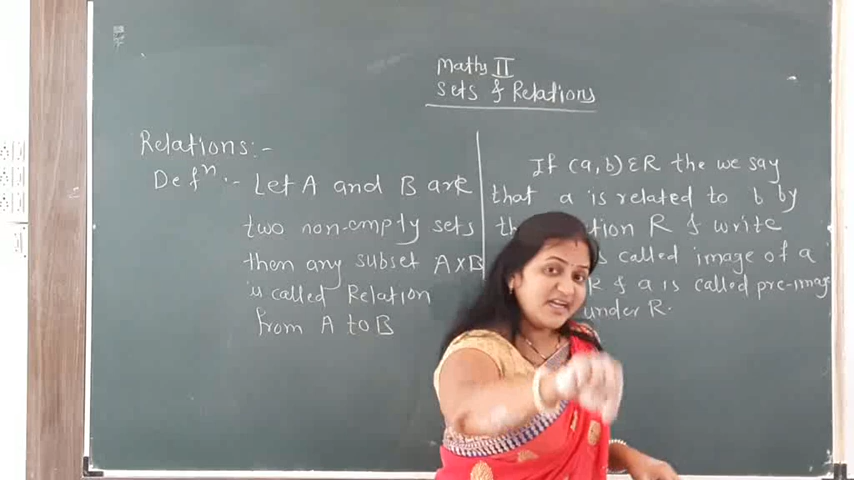 Maths II
Sets & Relations
Relations:-
Defⁿ:- Let A and B are
two non-empty sets
then any subset A×B
is called Relation
from A to B
If (a,b) ∈ R the we say
that a is related to b by
R & write
called image of a
R & a is called pre-image
under R.